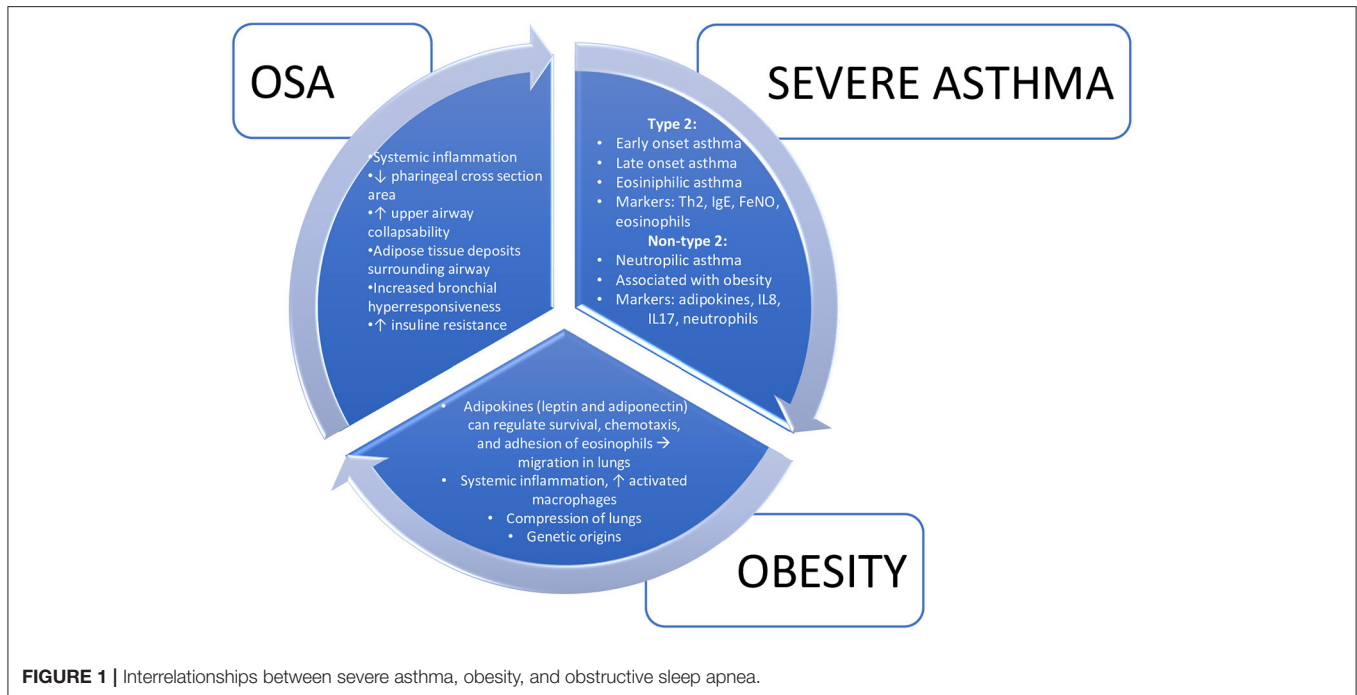 OSA
•Systemic inflammation
•↓ pharingeal cross section
area
•↑ upper airway
collapsability
•Adipose tissue deposits
surrounding airway
•Increased bronchial
hyperresponsiveness
•↑ insuline resistance
SEVERE ASTHMA
Type 2:
• Early onset asthma
• Late onset asthma
• Eosiniphilic asthma
• Markers: Th2, IgE, FeNO,
eosinophils
Non-type 2:
• Neutropilic asthma
• Associated with obesity
• Markers: adipokines, IL8,
IL17, neutrophils
• Adipokines (leptin and adiponectin)
can regulate survival, chemotaxis,
and adhesion of eosinophils →
migration in lungs
• Systemic inflammation, ↑ activated
macrophages
• Compression of lungs
• Genetic origins
OBESITY
FIGURE 1 | Interrelationships between severe asthma, obesity, and obstructive sleep apnea.